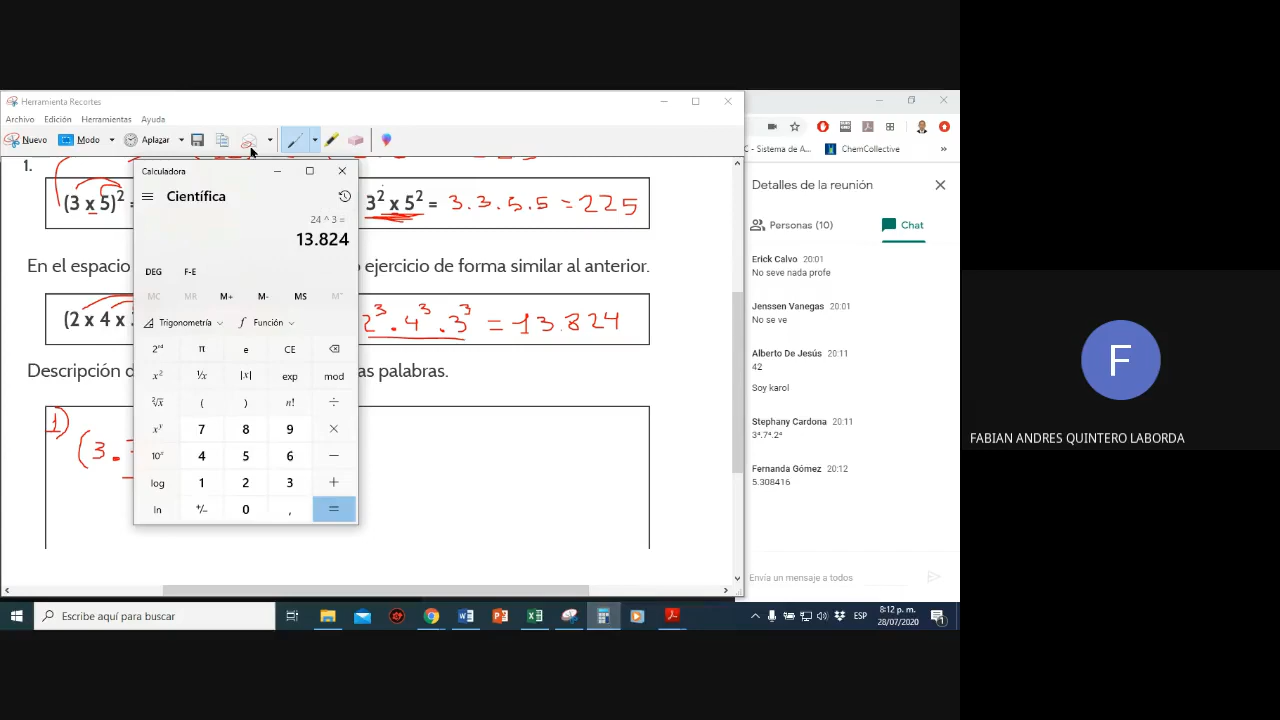 Herramienta Recortes
Archivo Edición Herramientas Ayuda
Nuevo Modo Aplazar
1.
(3 x 5)² =
3² x 5² = 3.3.5.5 = 225
En el espacio
ejercicio de forma similar al anterior.
(2 x 4 x
2³ . 4³ . 3³ = 13.824
Descripción
as palabras.
1)
(3.
Calculadora
Científica
24 ^ 3 =
13.824
DEG F-E
MC MR M+ M- MS M˅
Trigonometría Función
2ⁿᵈ π e CE
x² ¹/x |x| exp mod
²√x ( ) n! ÷
xʸ 7 8 9 ×
10ˣ 4 5 6 −
log 1 2 3 +
ln +/− 0 , =
C - Sistema de A... ChemCollective »
Detalles de la reunión
Personas (10) Chat
Erick Calvo 20:01
No seve nada profe
Jenssen Vanegas 20:01
No se ve
Alberto De Jesús 20:11
42
Soy karol
Stephany Cardona 20:11
3⁴.7⁴.2⁴
Fernanda Gómez 20:12
5.308416
Envía un mensaje a todos
Escribe aquí para buscar
ESP
8:12 p. m.
28/07/2020
1
F
FABIAN ANDRES QUINTERO LABORDA